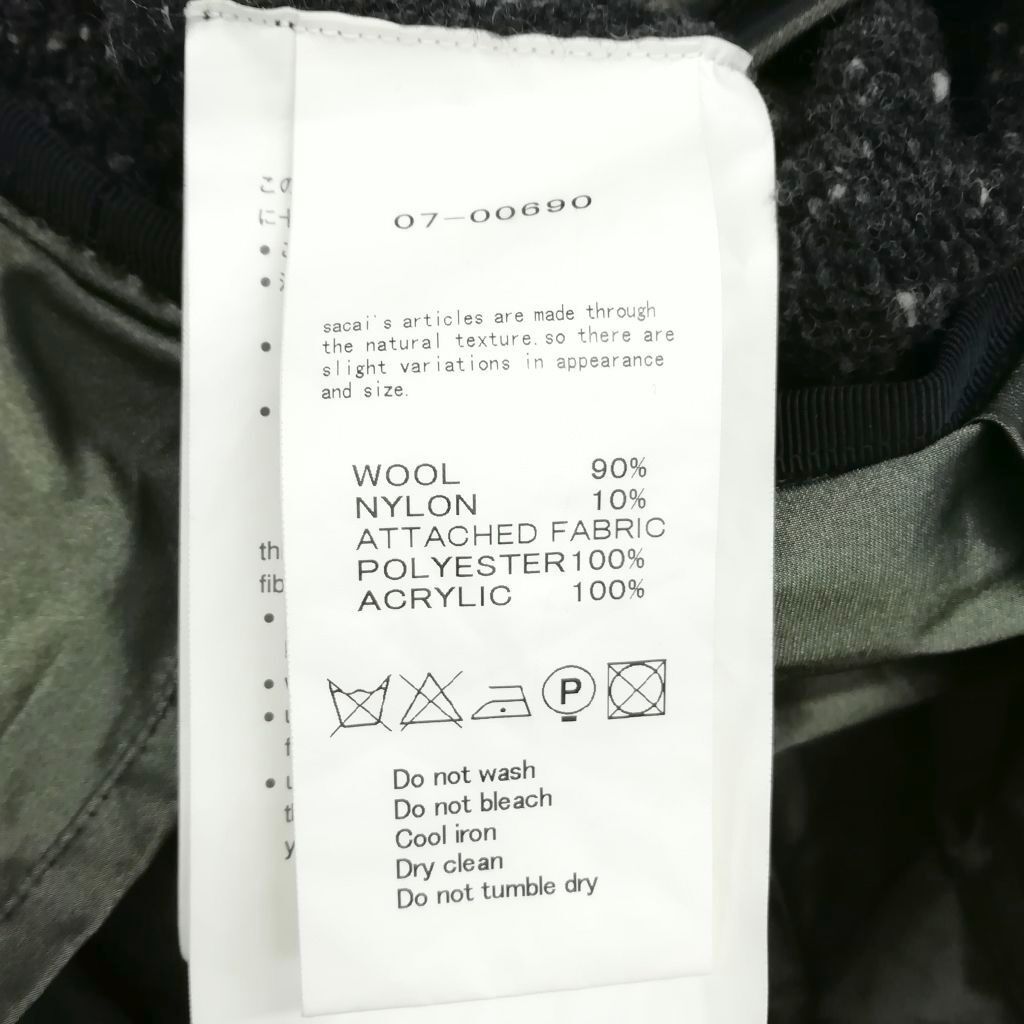 この
07-00690
sacai's articles are made through
the natural texture.so there are
slight variations in appearance
and size.
WOOL 90%
NYLON 10%
ATTACHED FABRIC
POLYESTER100%
ACRYLIC 100%
P
Do not wash
Do not bleach
Cool iron
Dry clean
Do not tumble dry